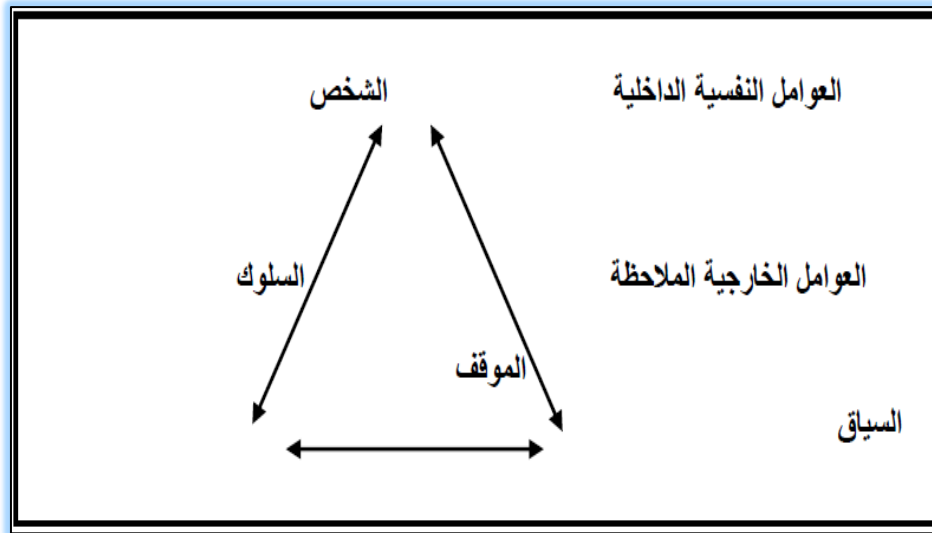 العوامل النفسية الداخلية
الشخص
العوامل الخارجية الملاحظة
السلوك
الموقف
السياق